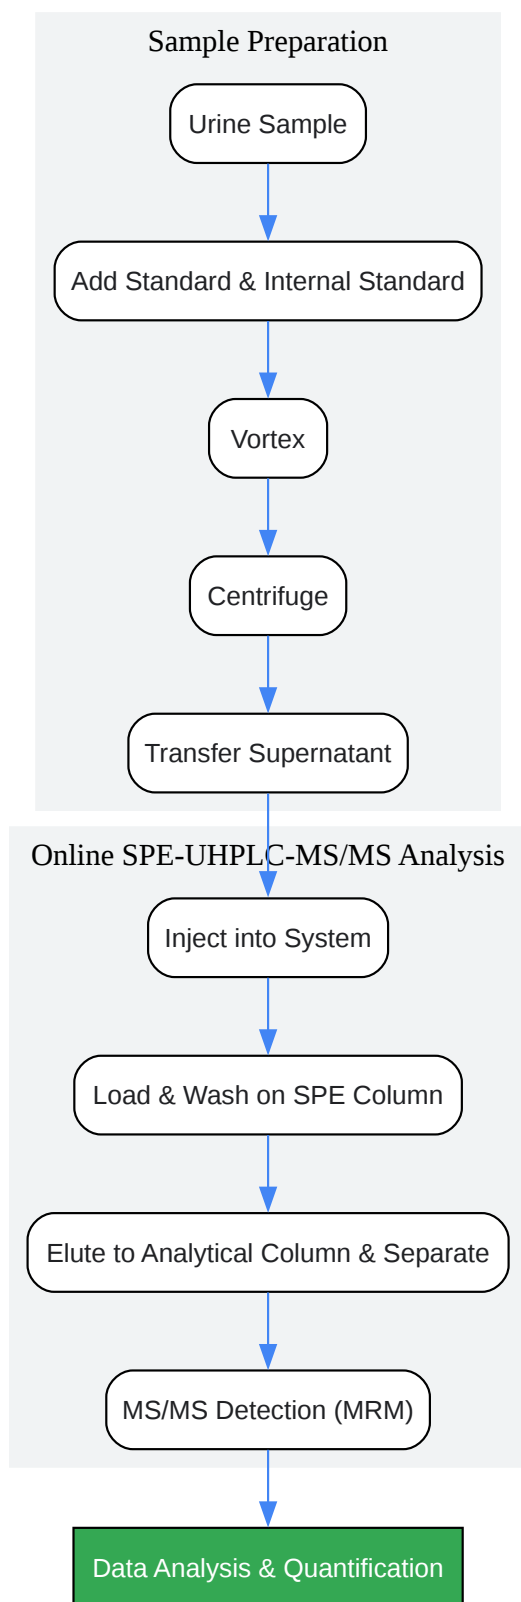 Sample Preparation
Urine Sample
Add Standard & Internal Standard
Vortex
Centrifuge
Transfer Supernatant
Online SPE-UHPLC-MS/MS Analysis
Inject into System
Load & Wash on SPE Column
Elute to Analytical Column & Separate
MS/MS Detection (MRM)
Data Analysis & Quantification